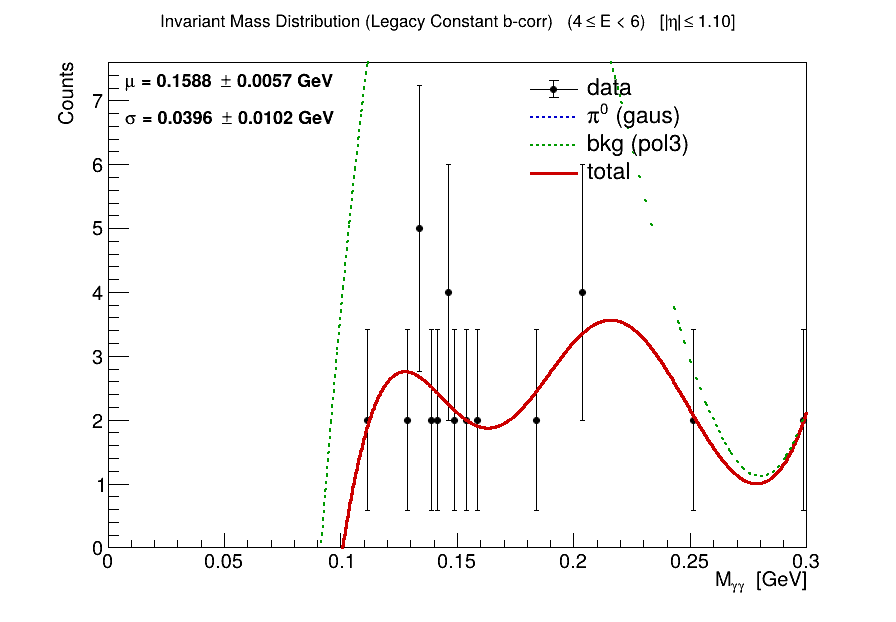 Invariant Mass Distribution (Legacy Constant b-corr) (4 ≤ E < 6) [|η| ≤ 1.10]
μ = 0.1588 ± 0.0057 GeV
σ = 0.0396 ± 0.0102 GeV
data
π⁰ (gaus)
bkg (pol3)
total
Counts
7
6
5
4
3
2
1
0
0 0.05 0.1 0.15 0.2 0.25 0.3
M_γγ [GeV]